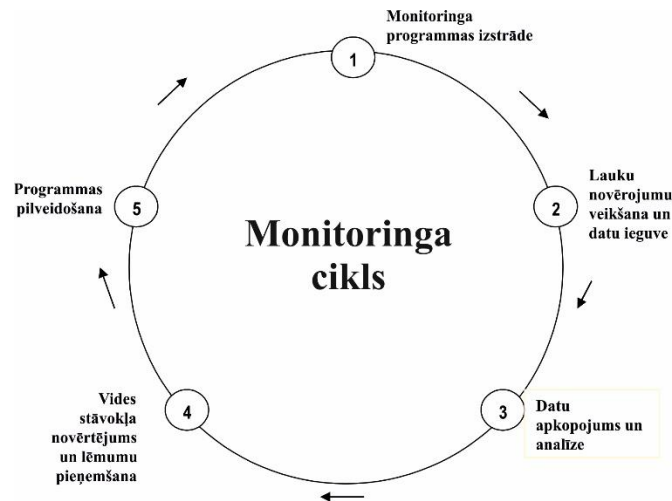 Monitoringa
programmas izstrāde
1
Lauku
novērojumu
veikšana un
datu ieguve
2
Programmas
pilveidošana
5
Monitoringa
cikls
Vides
stāvokļa
novērtējums
un lēmumu
pieņemšana
4
3
Datu
apkopojums un
analīze